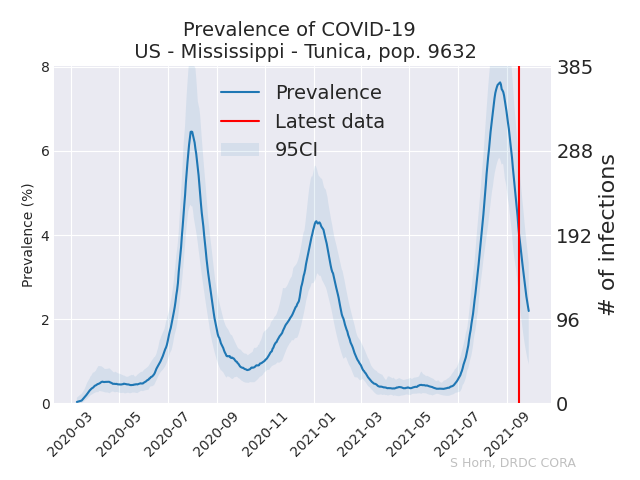 Prevalence of COVID-19
US - Mississippi - Tunica, pop. 9632
Prevalence
Latest data
95CI
Prevalence (%)
8
6
4
2
0
385
288
192
96
0
# of infections
2020-03
2020-05
2020-07
2020-09
2020-11
2021-01
2021-03
2021-05
2021-07
2021-09
S Horn, DRDC CORA